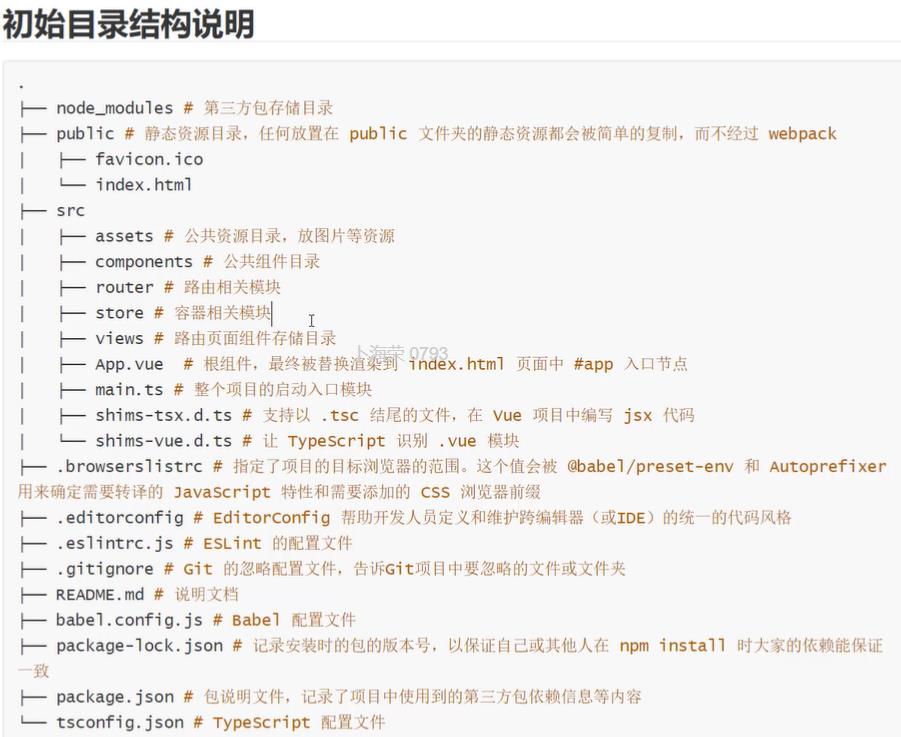 初始目录结构说明
.
├── node_modules # 第三方包存储目录
├── public # 静态资源目录，任何放置在 public 文件夹的静态资源都会被简单的复制，而不经过 webpack
│   ├── favicon.ico
│   └── index.html
├── src
│   ├── assets # 公共资源目录，放图片等资源
│   ├── components # 公共组件目录
│   ├── router # 路由相关模块
│   ├── store # 容器相关模块
│   ├── views # 路由页面组件存储目录
卜海荣 0793
│   ├── App.vue  # 根组件，最终被替换渲染到 index.html 页面中 #app 入口节点
│   ├── main.ts # 整个项目的启动入口模块
│   ├── shims-tsx.d.ts # 支持以 .tsc 结尾的文件，在 Vue 项目中编写 jsx 代码
│   └── shims-vue.d.ts # 让 TypeScript 识别 .vue 模块
├── .browserslistrc # 指定了项目的目标浏览器的范围。这个值会被 @babel/preset-env 和 Autoprefixer
用来确定需要转译的 JavaScript 特性和需要添加的 CSS 浏览器前缀
├── .editorconfig # EditorConfig 帮助开发人员定义和维护跨编辑器（或IDE）的统一的代码风格
├── .eslintrc.js # ESLint 的配置文件
├── .gitignore # Git 的忽略配置文件，告诉Git项目中要忽略的文件或文件夹
├── README.md # 说明文档
├── babel.config.js # Babel 配置文件
├── package-lock.json # 记录安装时的包的版本号，以保证自己或其他人在 npm install 时大家的依赖能保证
一致
├── package.json # 包说明文件，记录了项目中使用到的第三方包依赖信息等内容
└── tsconfig.json # TypeScript 配置文件